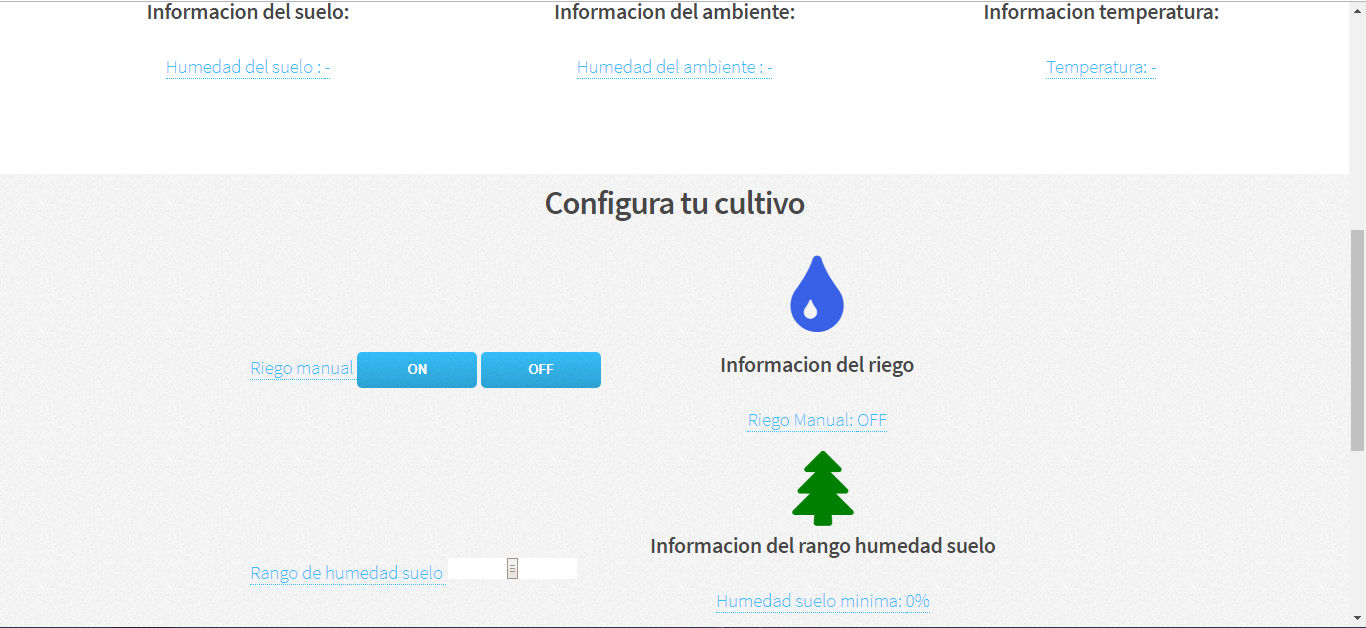 Informacion del suelo:
Informacion del ambiente:
Informacion temperatura:
Humedad del suelo : -
Humedad del ambiente : -
Temperatura: -
Configura tu cultivo
Riego manual ON OFF
Informacion del riego
Riego Manual: OFF
Informacion del rango humedad suelo
Rango de humedad suelo
Humedad suelo minima: 0%